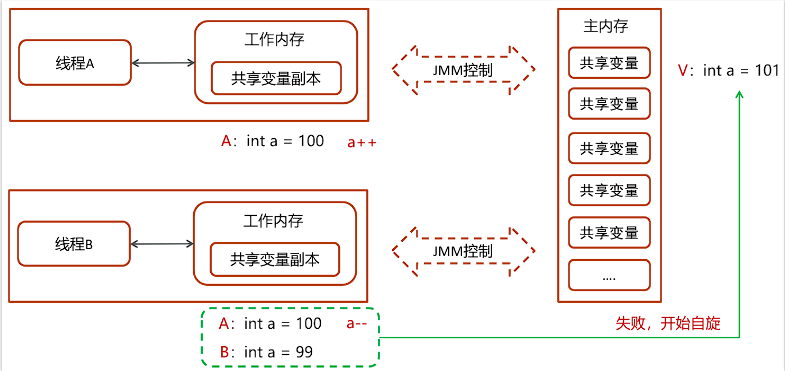 工作内存
线程A
共享变量副本
A： int a = 100 a++
JMM控制
主内存
共享变量
共享变量
共享变量
共享变量
共享变量
....
V： int a = 101
工作内存
线程B
共享变量副本
JMM控制
A： int a = 100 a--
B： int a = 99
失败，开始自旋